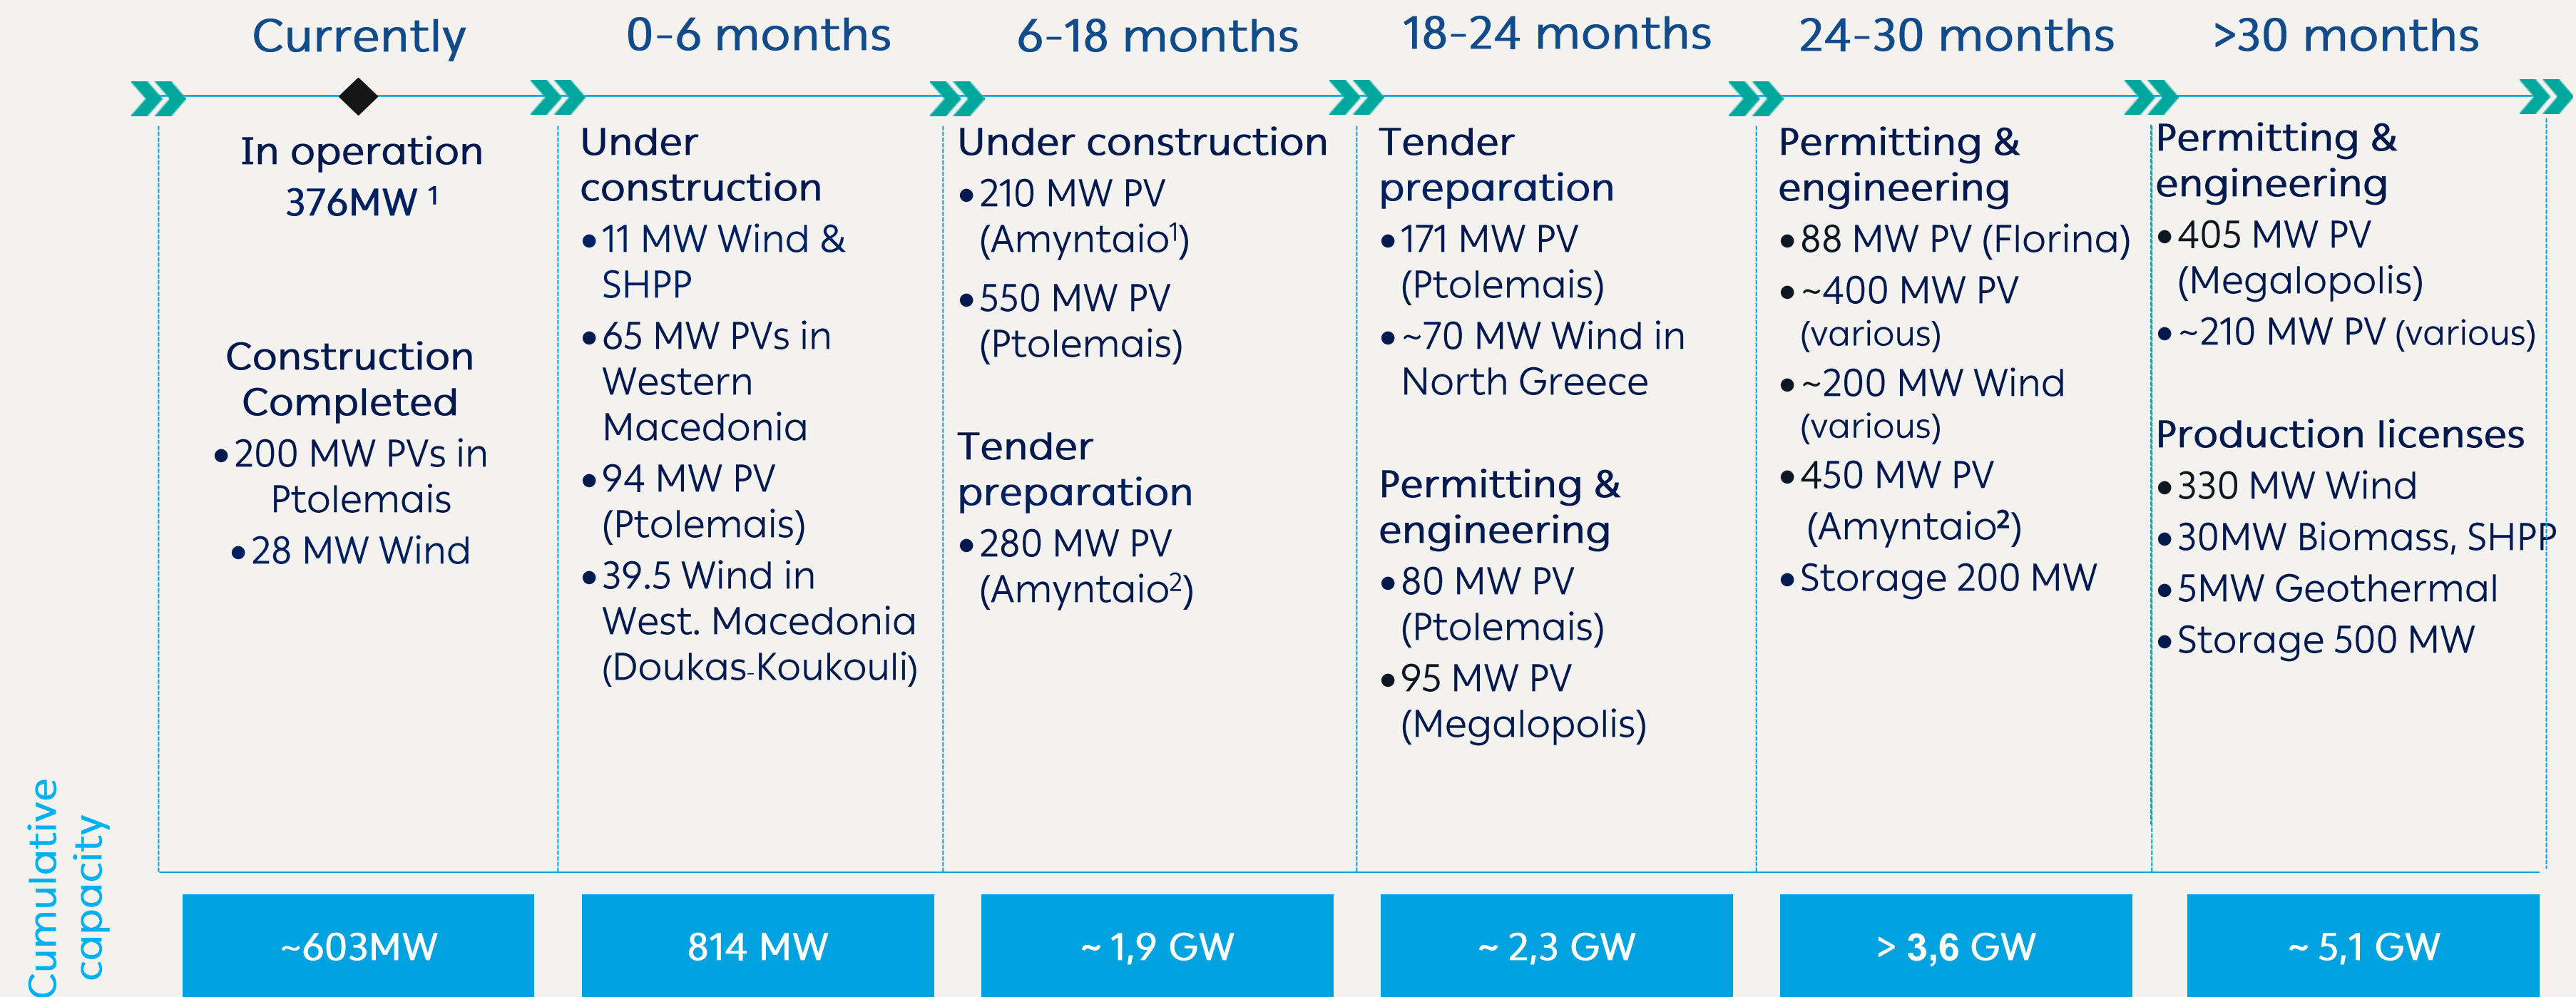 Currently
0-6 months
6-18 months
18-24 months
24-30 months
>30 months
In operation
376MW ¹
Construction
Completed
•200 MW PVs in
Ptolemais
•28 MW Wind
Under
construction
•11 MW Wind &
SHPP
•65 MW PVs in
Western
Macedonia
•94 MW PV
(Ptolemais)
•39.5 Wind in
West. Macedonia
(Doukas-Koukouli)
Under construction
•210 MW PV
(Amyntaio¹)
•550 MW PV
(Ptolemais)
Tender
preparation
•280 MW PV
(Amyntaio²)
Tender
preparation
•171 MW PV
(Ptolemais)
•~70 MW Wind in
North Greece
Permitting &
engineering
•80 MW PV
(Ptolemais)
•95 MW PV
(Megalopolis)
Permitting &
engineering
•88 MW PV (Florina)
•~400 MW PV
(various)
•~200 MW Wind
(various)
•450 MW PV
(Amyntaio²)
•Storage 200 MW
Permitting &
engineering
•405 MW PV
(Megalopolis)
•~210 MW PV (various)
Production licenses
•330 MW Wind
•30MW Biomass, SHPP
•5MW Geothermal
•Storage 500 MW
Cumulative
capacity
~603MW
814 MW
~ 1,9 GW
~ 2,3 GW
> 3,6 GW
~ 5,1 GW